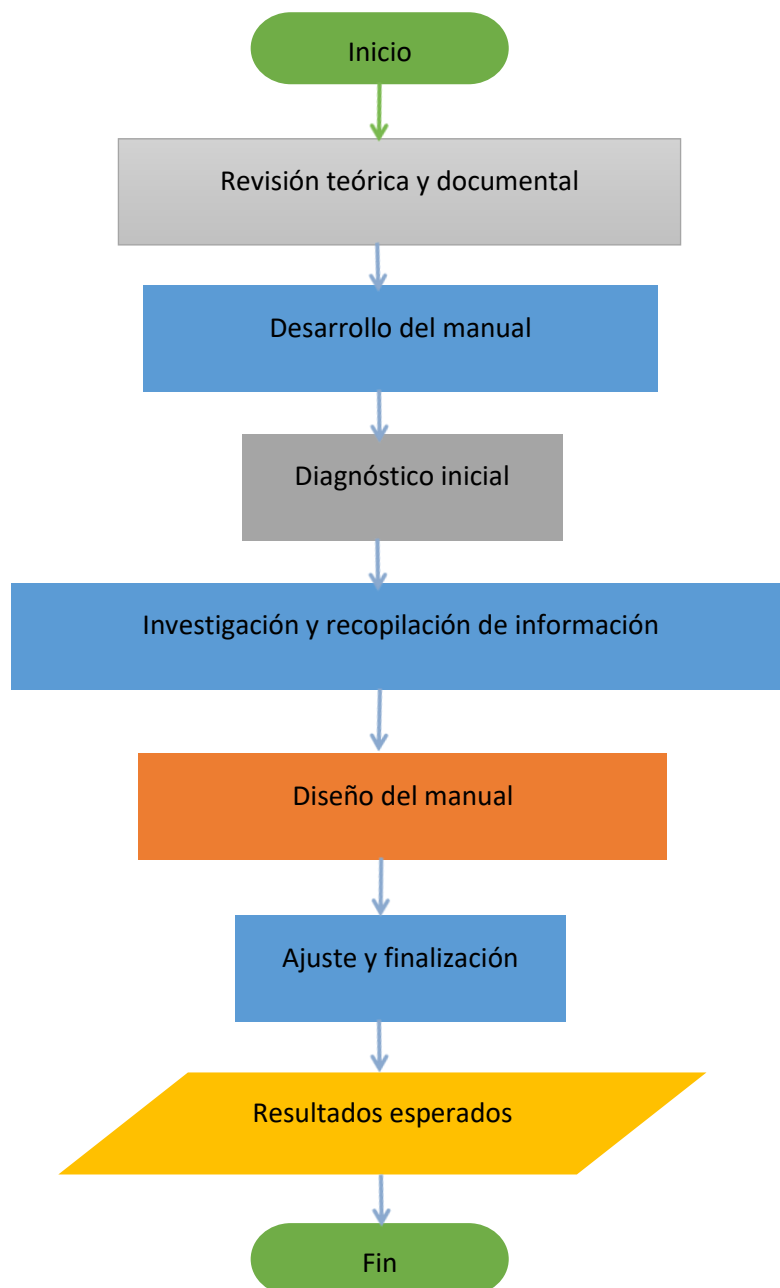 Inicio
Revisión teórica y documental
Desarrollo del manual
Diagnóstico inicial
Investigación y recopilación de información
Diseño del manual
Ajuste y finalización
Resultados esperados
Fin